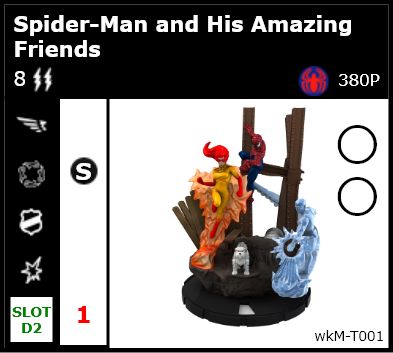 Spider-Man and His Amazing
Friends
8
380P
S
SLOT
D2
1
wkM-T001